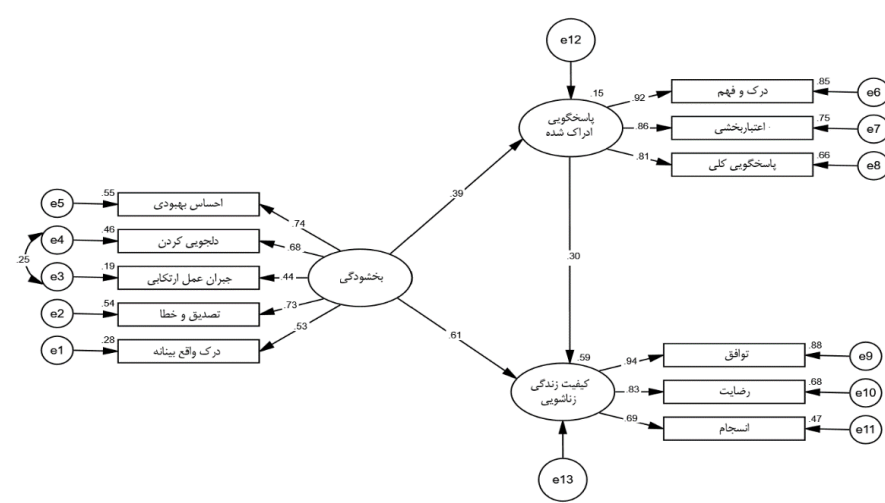 e12
.15
پاسخگویی
ادراک شده
.92
درک و فهم
.85
e6
.86
اعتباربخشی
.75
e7
.81
پاسخگویی کلی
.66
e8
.39
.30
.61
e5
.55
احساس بهبودی
.74
e4
.46
دلجویی کردن
.68
.25
e3
.19
جبران عمل ارتکابی
.44
بخشودگی
e2
.54
تصدیق و خطا
.73
e1
.28
درک واقع بینانه
.53
.59
کیفیت زندگی
زناشویی
.94
توافق
.88
e9
.83
رضایت
.68
e10
.69
انسجام
.47
e11
e13